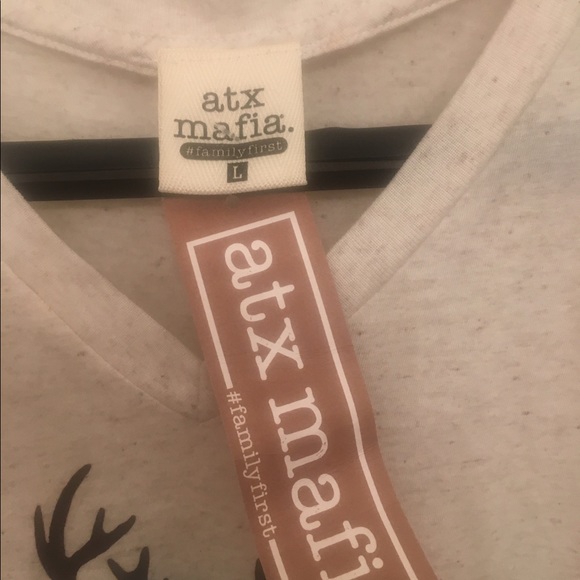 atx
mafia.
#familyfirst
L
atx mafi
#familyfirst